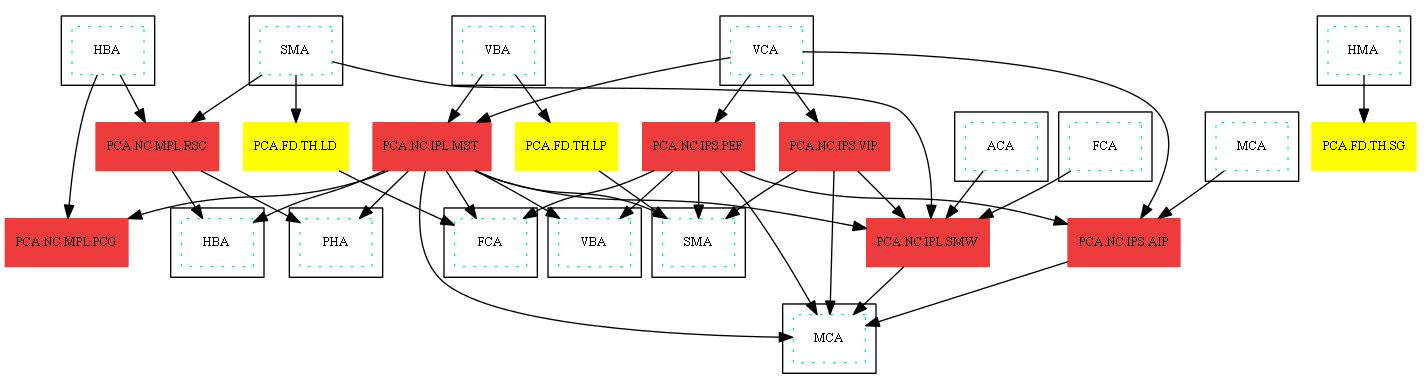 HBA
SMA
VBA
VCA
HMA
PCA.NC.MPL.RSC
PCA.FD.TH.LD
PCA.NC.IPL.MST
PCA.FD.TH.LP
PCA.NC.IPS.PEF
PCA.NC.IPS.VIP
ACA
FCA
MCA
PCA.FD.TH.SG
PCA.NC.MPL.PCG
HBA
PHA
FCA
VBA
SMA
PCA.NC.IPL.SMW
PCA.NC.IPS.AIP
MCA